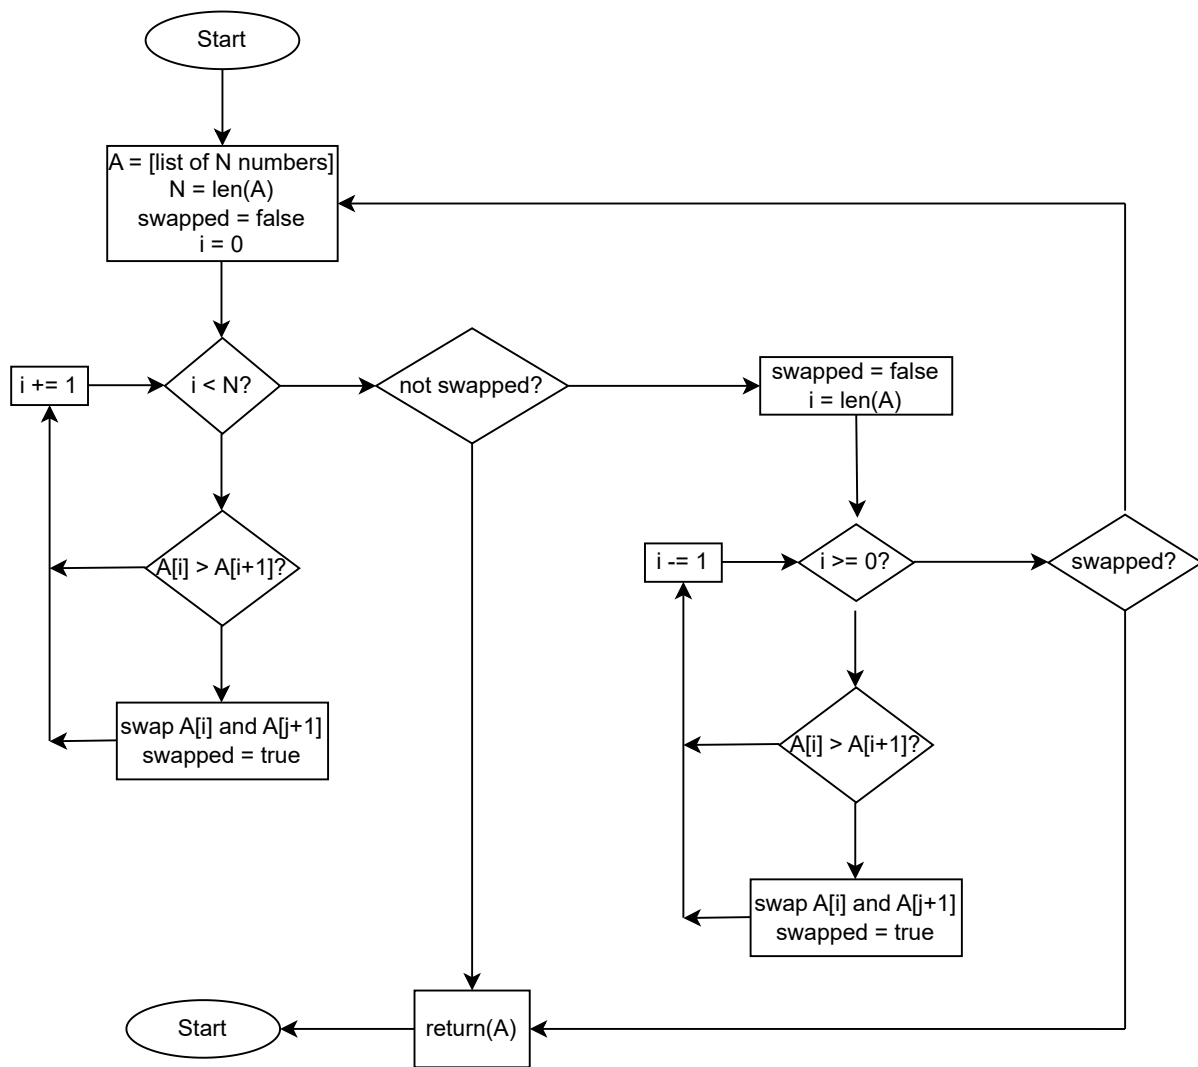 Start
A = [list of N numbers]
N = len(A)
swapped = false
i = 0
i += 1
i < N?
not swapped?
swapped = false
i = len(A)
A[i] > A[i+1]?
i -= 1
i >= 0?
swapped?
swap A[i] and A[j+1]
swapped = true
A[i] > A[i+1]?
swap A[i] and A[j+1]
swapped = true
Start
return(A)